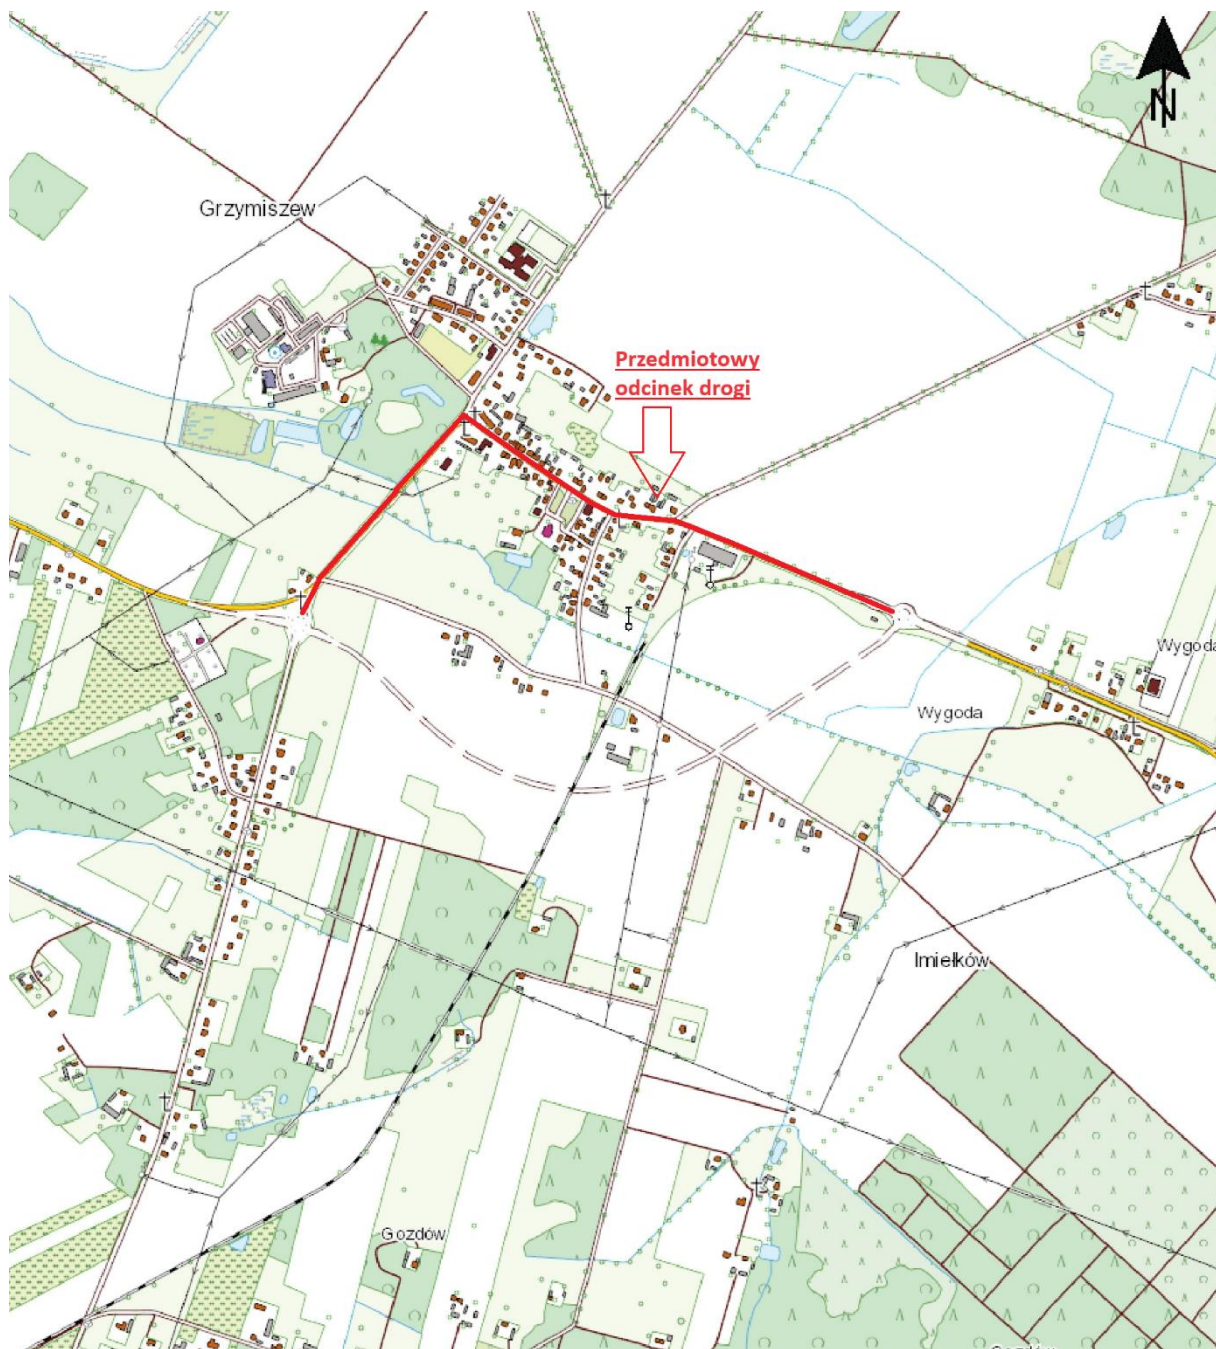 N
Grzymiszew
Przedmiotowy
odcinek drogi
Wygoda
Wygoda
Imiełków
Gozdów